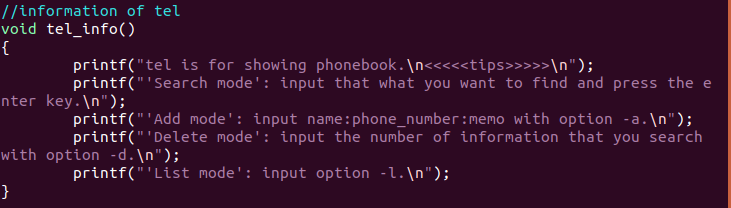 //information of tel
void tel_info()
{
        printf("tel is for showing phonebook.\n<<<<<tips>>>>>\n");
        printf("'Search mode': input that what you want to find and press the e
nter key.\n");
        printf("'Add mode': input name:phone_number:memo with option -a.\n");
        printf("'Delete mode': input the number of information that you search 
with option -d.\n");
        printf("'List mode': input option -l.\n");
}